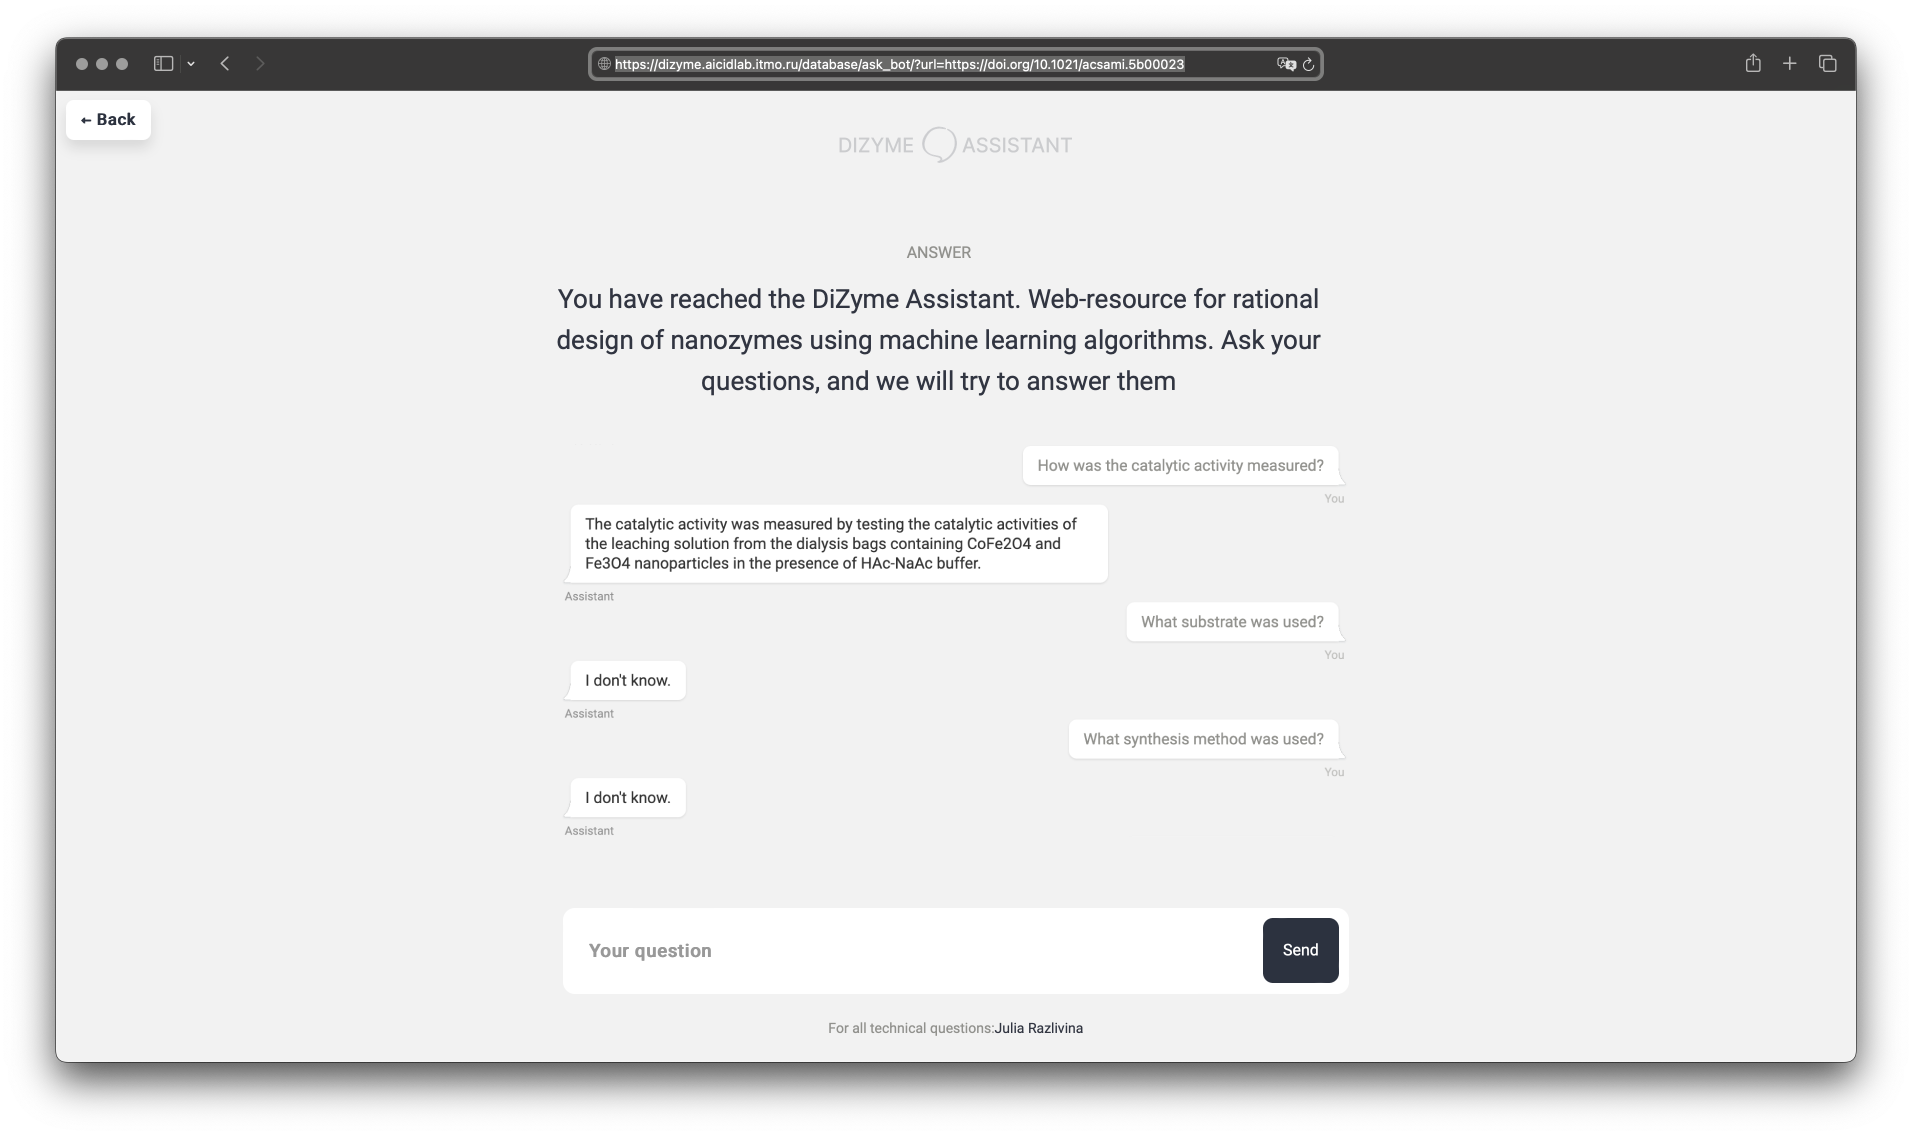 https://dizyme.aicidlab.itmo.ru/database/ask_bot/?url=https://doi.org/10.1021/acsami.5b00023
← Back
DIZYME ASSISTANT
ANSWER
You have reached the DiZyme Assistant. Web-resource for rational
design of nanozymes using machine learning algorithms. Ask your
questions, and we will try to answer them
How was the catalytic activity measured?
You
The catalytic activity was measured by testing the catalytic activities of
the leaching solution from the dialysis bags containing CoFe2O4 and
Fe3O4 nanoparticles in the presence of HAc-NaAc buffer.
Assistant
What substrate was used?
You
I don't know.
Assistant
What synthesis method was used?
You
I don't know.
Assistant
Your question
Send
For all technical questions:Julia Razlivina